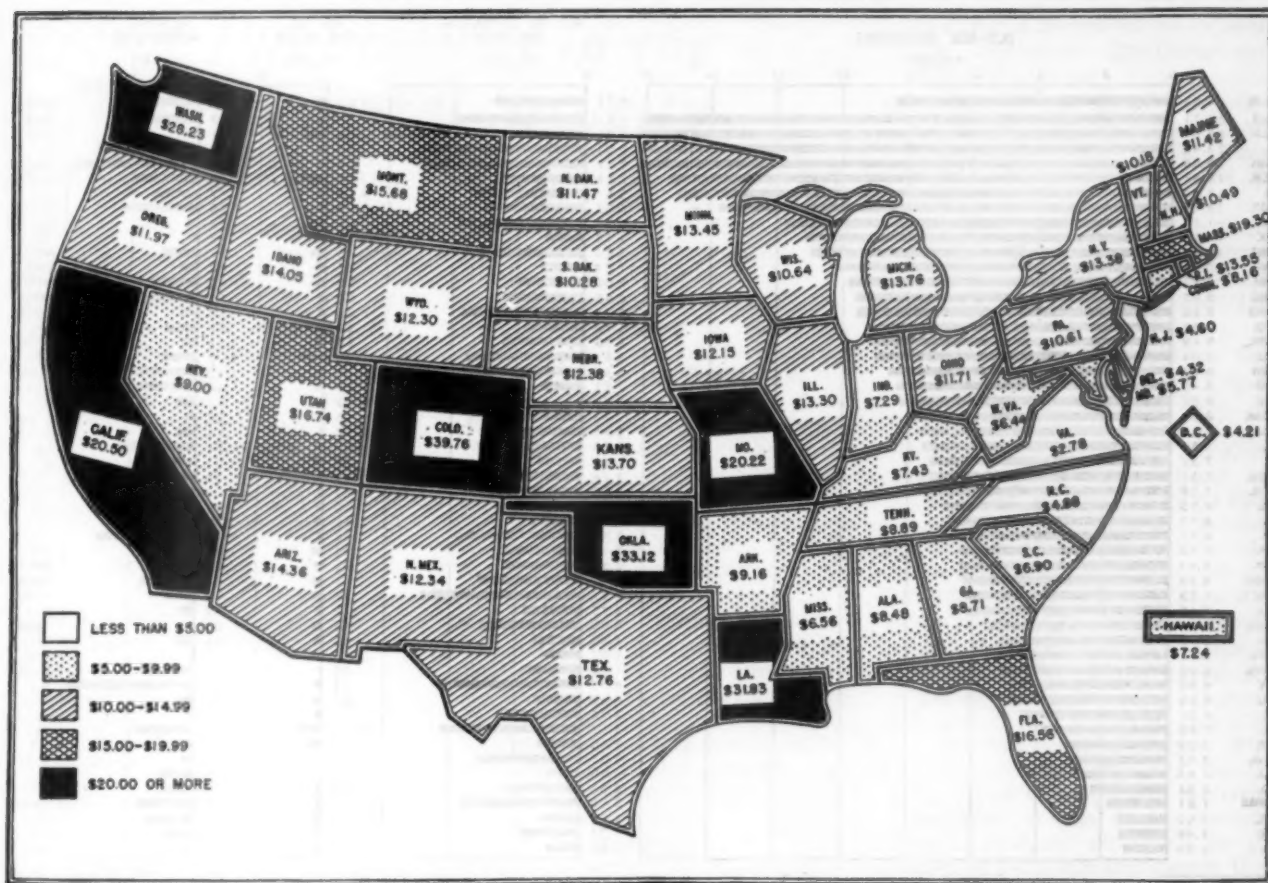 WASH.
$28.23
MONT.
$15.68
N. DAK.
$11.47
MINN.
$13.45
MAINE
$11.42
$10.18
VT.
N.H.
$10.49
MASS. $19.30
R.I. $13.55
CONN. $8.16
OREG.
$11.97
IDAHO
$14.05
WYO.
$12.30
S. DAK.
$10.28
WIS.
$10.64
MICH.
$13.76
N.Y.
$13.38
NEV.
$9.00
UTAH
$16.74
COLO.
$39.76
NEBR.
$12.38
IOWA
$12.15
ILL.
$13.30
IND.
$7.29
OHIO
$11.71
PA.
$10.61
N.J. $4.60
DEL. $4.32
MD. $5.77
D.C. $4.21
CALIF.
$20.50
KANS.
$13.70
MO.
$20.22
KY.
$7.43
W. VA.
$6.44
VA.
$2.78
N.C.
TENN.
$8.89
ARIZ.
$14.36
N. MEX.
$12.34
OKLA.
$33.12
ARK.
$9.16
MISS.
$6.56
ALA.
$8.48
GA.
$8.71
S.C.
$6.90
TEX.
$12.76
LA.
$31.83
FLA.
$16.56
HAWAII
$7.24
LESS THAN $5.00
$5.00-$9.99
$10.00-$14.99
$15.00-$19.99
$20.00 OR MORE